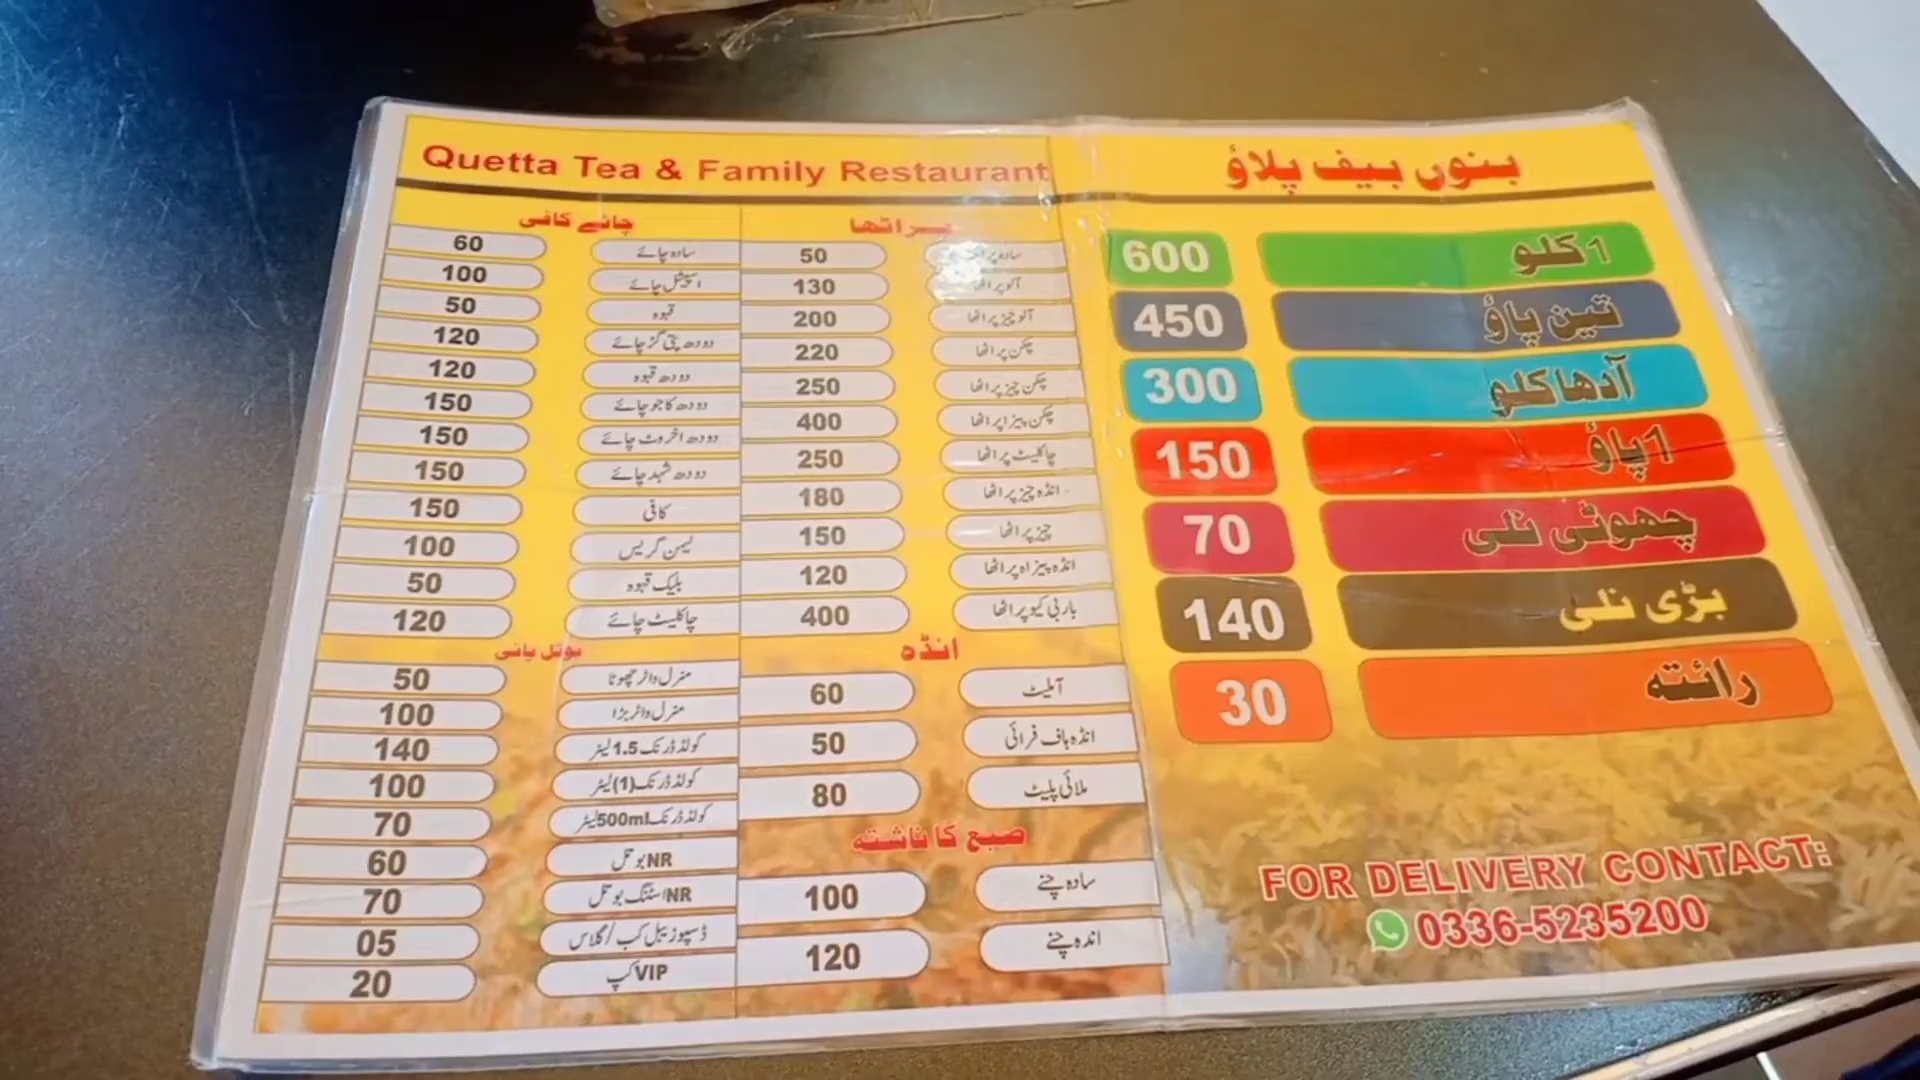 Quetta Tea & Family Restaurant
چائے کافی
سادہ چائے 60
اسپیشل چائے 100
قہوہ 50
دودھ پتی گڑ چائے 120
دودھ قہوہ 120
دودھ کاجو چائے 150
دودھ اخروٹ چائے 150
دودھ شہد چائے 150
کافی 150
لیمن گریس 100
بلیک قہوہ 50
چاکلیٹ چائے 120
بوتل پانی
منرل واٹر چھوٹا 50
منرل واٹر بڑا 100
کولڈ ڈرنک 1.5 لیٹر 140
کولڈ ڈرنک (1) لیٹر 100
کولڈ ڈرنک 500ml لیٹر 70
NR بوتل 60
NR اسٹنگ بوتل 70
ڈسپوزیبل کپ / گلاس 05
VIP کپ 20
پراٹھا
سادہ پراٹھا 50
آلو پراٹھا 130
آلو چیز پراٹھا 200
چکن پراٹھا 220
چکن چیز پراٹھا 250
چکن پیزا پراٹھا 400
چاکلیٹ پراٹھا 250
انڈہ چیز پراٹھا 180
چیز پراٹھا 150
انڈہ پیزاہ پراٹھا 120
باربی کیو پراٹھا 400
انڈہ
آملیٹ 60
انڈہ ہاف فرائی 50
ملائی پلیٹ 80
صبع کا ناشتہ
سادہ چنے 100
اندہ چنے 120
بنوں بیف پلاؤ
1 کلو 600
تین پاؤ 450
آدھا کلو 300
1 پاؤ 150
چھوٹی نلی 70
بڑی نلی 140
رائتہ 30
FOR DELIVERY CONTACT:
0336-5235200